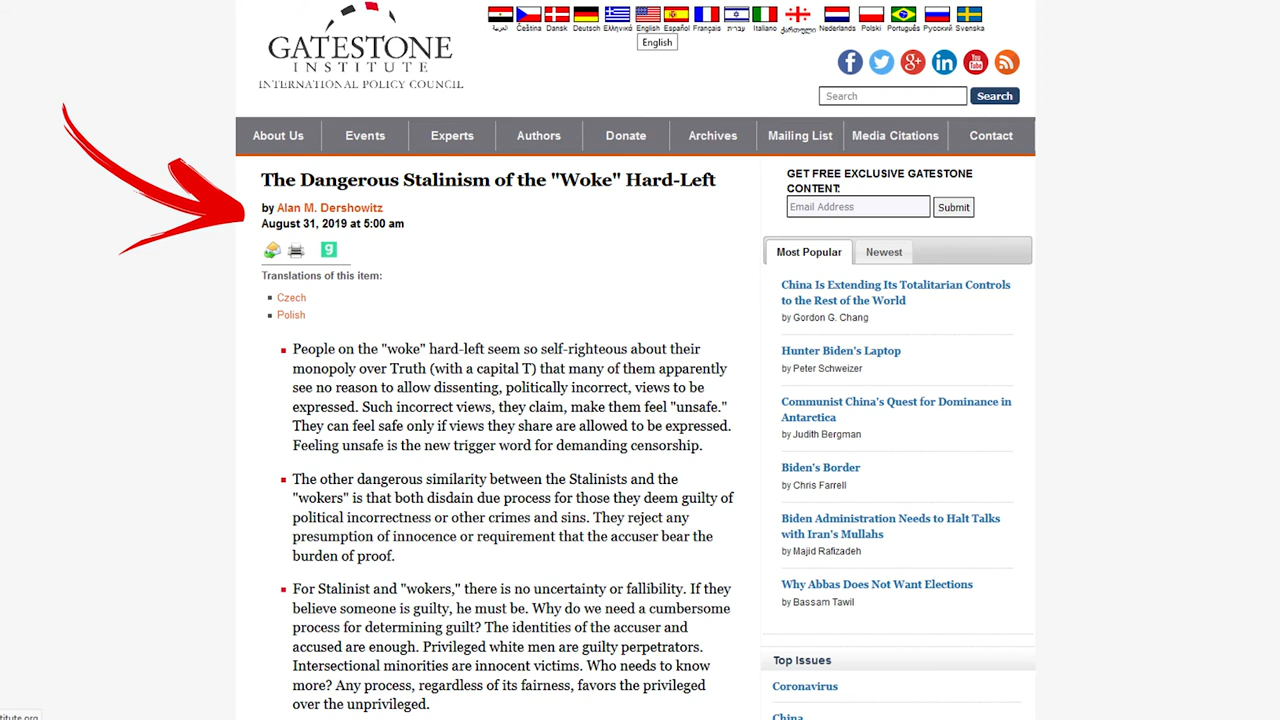 GATESTONE
INSTITUTE
INTERNATIONAL POLICY COUNCIL
العربية Čeština Dansk Deutsch Ελληνικά English Español Français עברית Italiano ქართული Nederlands Polski Português Русский Svenska
English
Search Search
About Us Events Experts Authors Donate Archives Mailing List Media Citations Contact
The Dangerous Stalinism of the "Woke" Hard-Left
by Alan M. Dershowitz
August 31, 2019 at 5:00 am
g
Translations of this item:
Czech
Polish
People on the "woke" hard-left seem so self-righteous about their
monopoly over Truth (with a capital T) that many of them apparently
see no reason to allow dissenting, politically incorrect, views to be
expressed. Such incorrect views, they claim, make them feel "unsafe."
They can feel safe only if views they share are allowed to be expressed.
Feeling unsafe is the new trigger word for demanding censorship.
The other dangerous similarity between the Stalinists and the
"wokers" is that both disdain due process for those they deem guilty of
political incorrectness or other crimes and sins. They reject any
presumption of innocence or requirement that the accuser bear the
burden of proof.
For Stalinist and "wokers," there is no uncertainty or fallibility. If they
believe someone is guilty, he must be. Why do we need a cumbersome
process for determining guilt? The identities of the accuser and
accused are enough. Privileged white men are guilty perpetrators.
Intersectional minorities are innocent victims. Who needs to know
more? Any process, regardless of its fairness, favors the privileged
over the unprivileged.
GET FREE EXCLUSIVE GATESTONE
CONTENT:
Email Address Submit
Most Popular Newest
China Is Extending Its Totalitarian Controls
to the Rest of the World
by Gordon G. Chang
Hunter Biden's Laptop
by Peter Schweizer
Communist China's Quest for Dominance in
Antarctica
by Judith Bergman
Biden's Border
by Chris Farrell
Biden Administration Needs to Halt Talks
with Iran's Mullahs
by Majid Rafizadeh
Why Abbas Does Not Want Elections
by Bassam Tawil
Top Issues
Coronavirus
China
titute.org